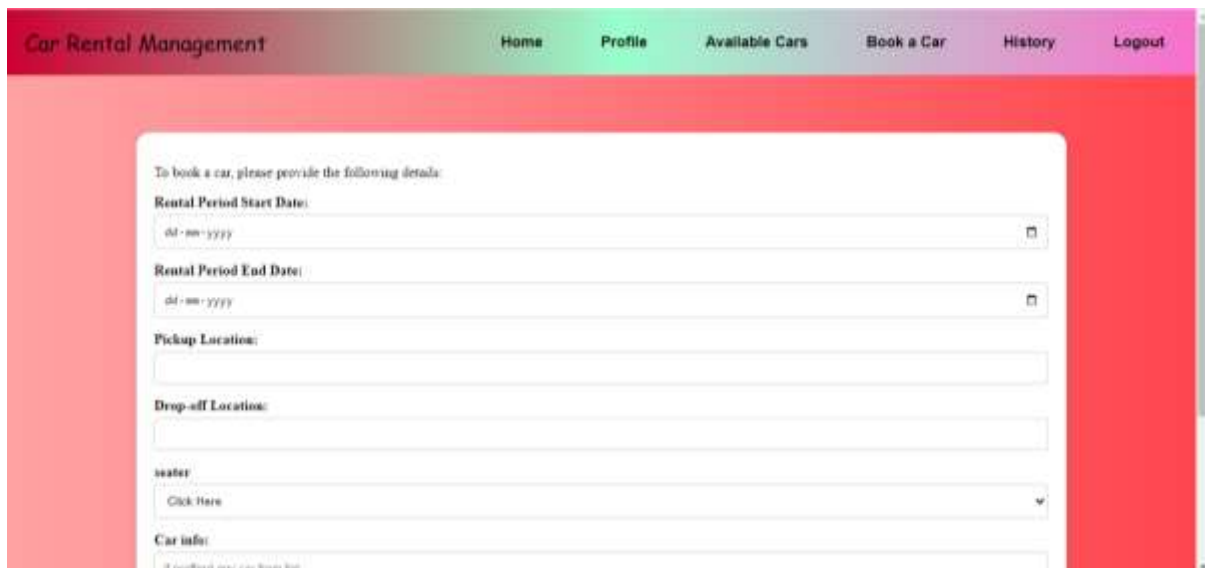 Car Rental Management Home Profile Available Cars Book a Car History Logout
To book a car, please provide the following details:
Rental Period Start Date:
dd-mm-yyyy
Rental Period End Date:
dd-mm-yyyy
Pickup Location:
Drop-off Location:
seater
Click Here
Car info: